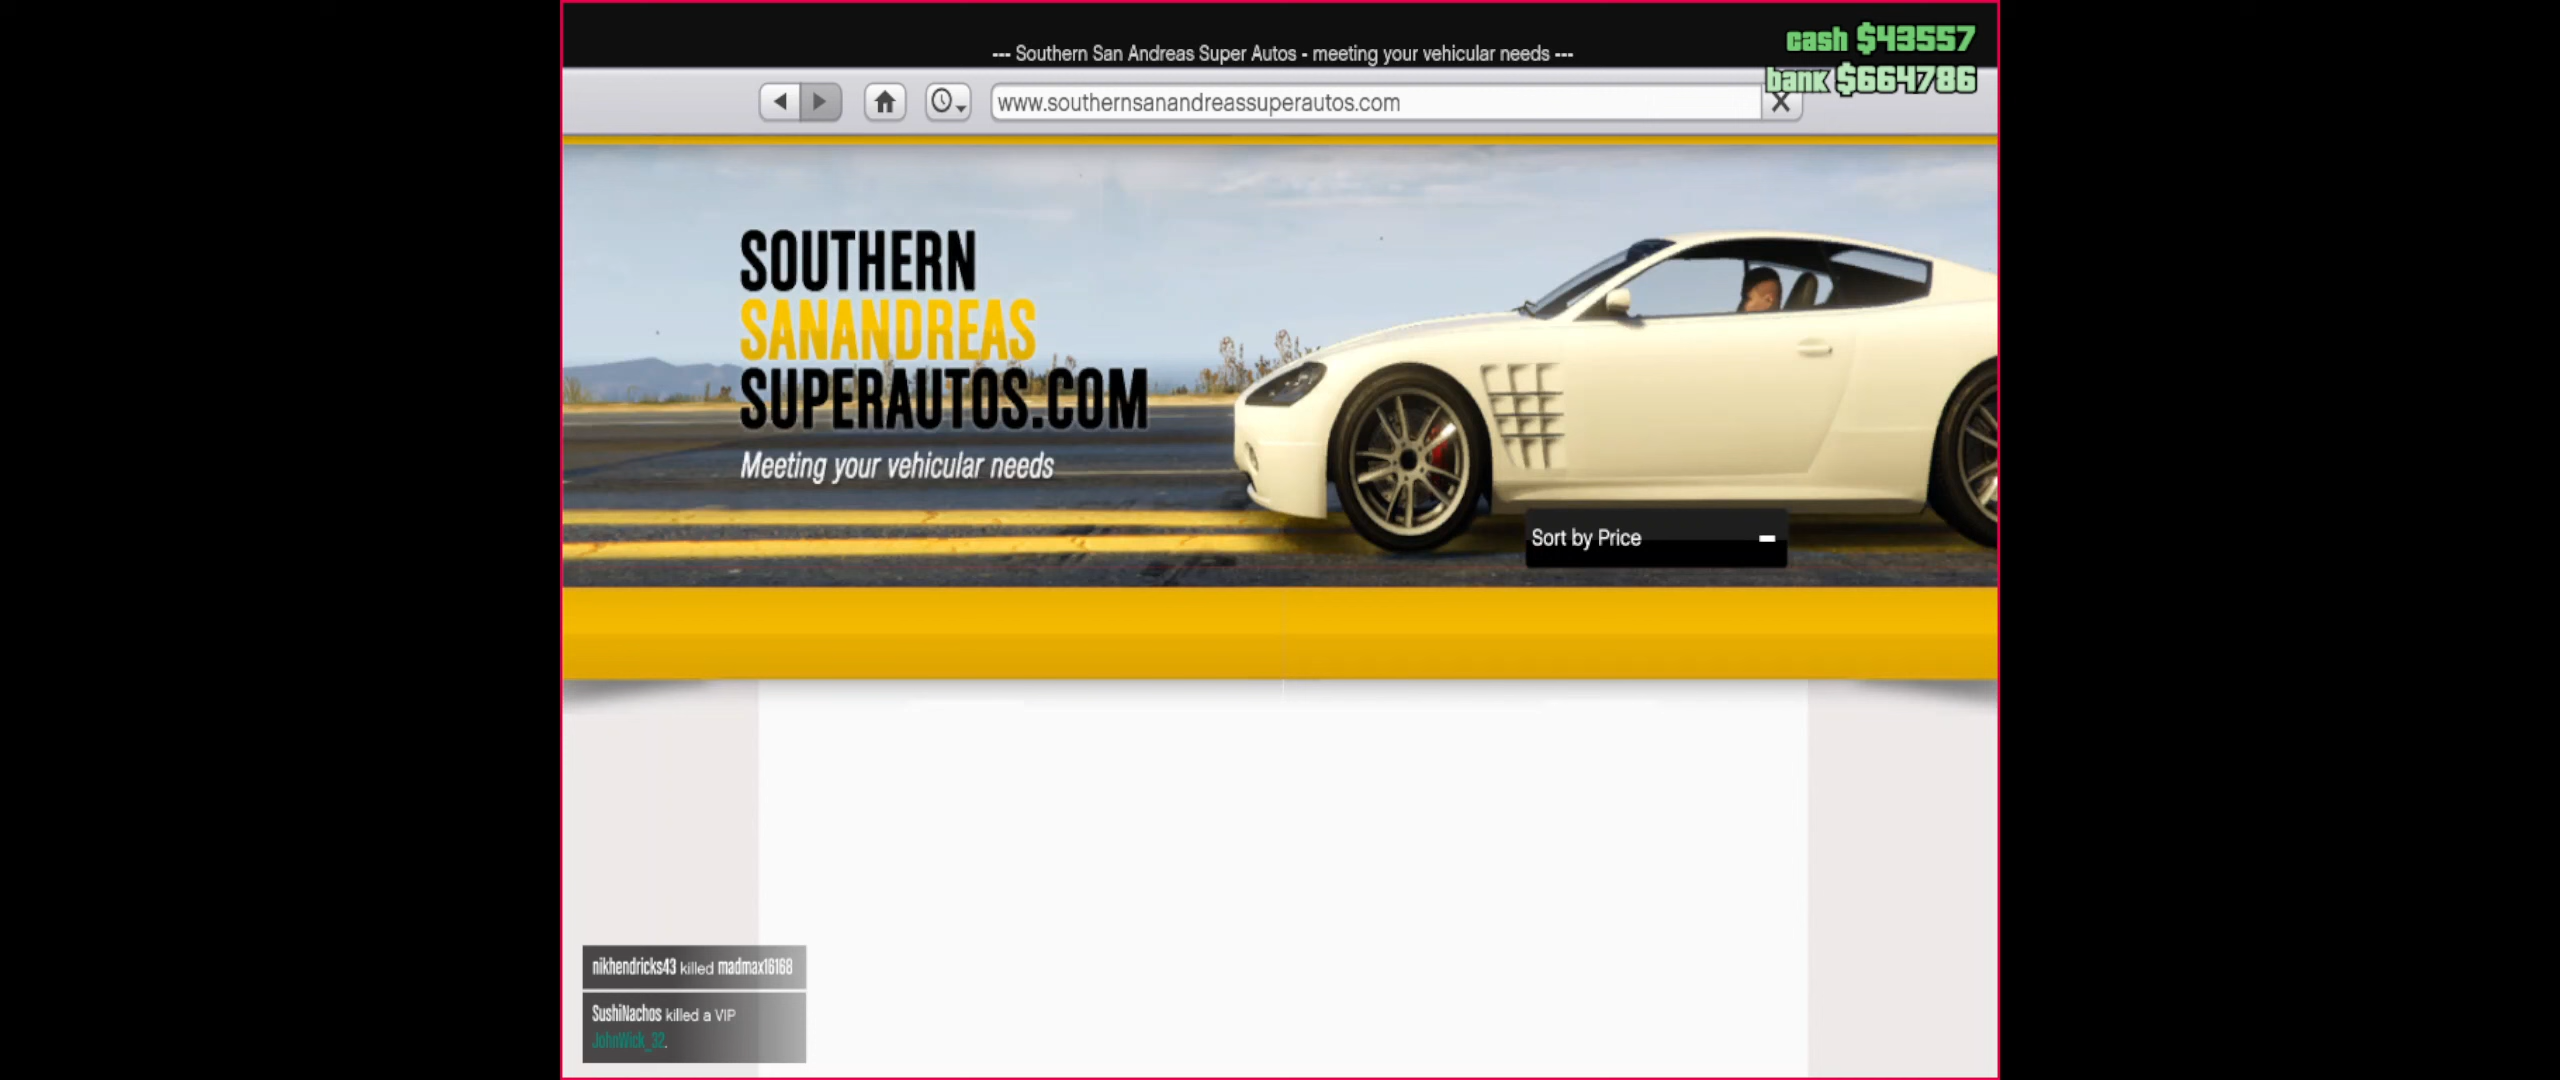 --- Southern San Andreas Super Autos - meeting your vehicular needs ---
cash $43557
bank $664786
www.southernsanandreassuperautos.com
X
SOUTHERN
SANANDREAS
SUPERAUTOS.COM
Meeting your vehicular needs
Sort by Price
nikhendricks43 killed madmax16168
SushiNachos killed a VIP
JohnWick_32.